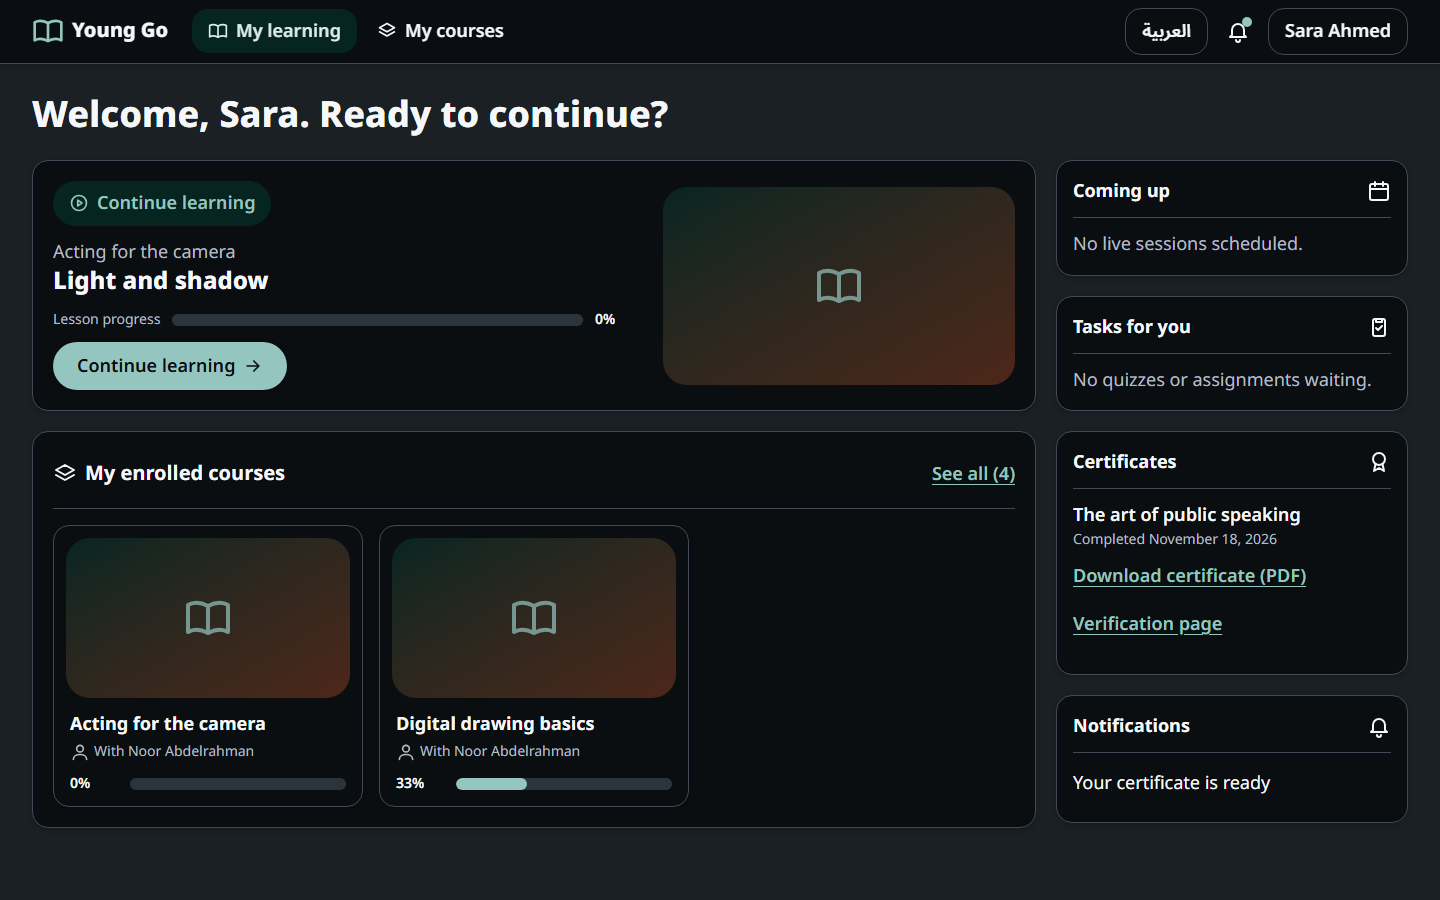 Young Go
My learning
My courses
العربية
Sara Ahmed
Welcome, Sara. Ready to continue?
Continue learning
Acting for the camera
Light and shadow
Lesson progress 0%
Continue learning →
Coming up
No live sessions scheduled.
Tasks for you
No quizzes or assignments waiting.
My enrolled courses
See all (4)
Acting for the camera
With Noor Abdelrahman
0%
Digital drawing basics
With Noor Abdelrahman
33%
Certificates
The art of public speaking
Completed November 18, 2026
Download certificate (PDF)
Verification page
Notifications
Your certificate is ready